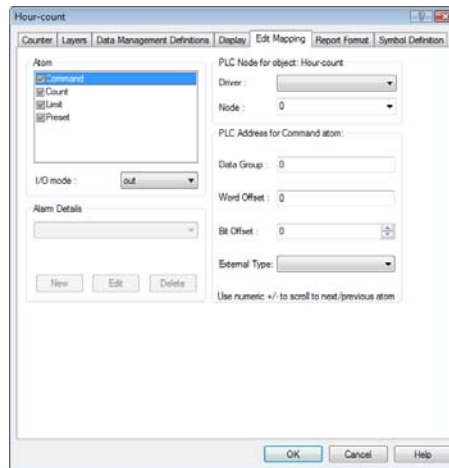 Hour-count
Counter Layers Data Management Definitions Display Edit Mapping Report Format Symbol Definition
Atom
Command
Count
Limit
Preset
I/O mode : out
Alarm Details
New Edit Delete
PLC Node for object: Hour-count
Driver :
Node : 0
PLC Address for Command atom:
Data Group : 0
Word Offset : 0
Bit Offset : 0
External Type:
Use numeric +/- to scroll to next/previous atom
OK Cancel Help